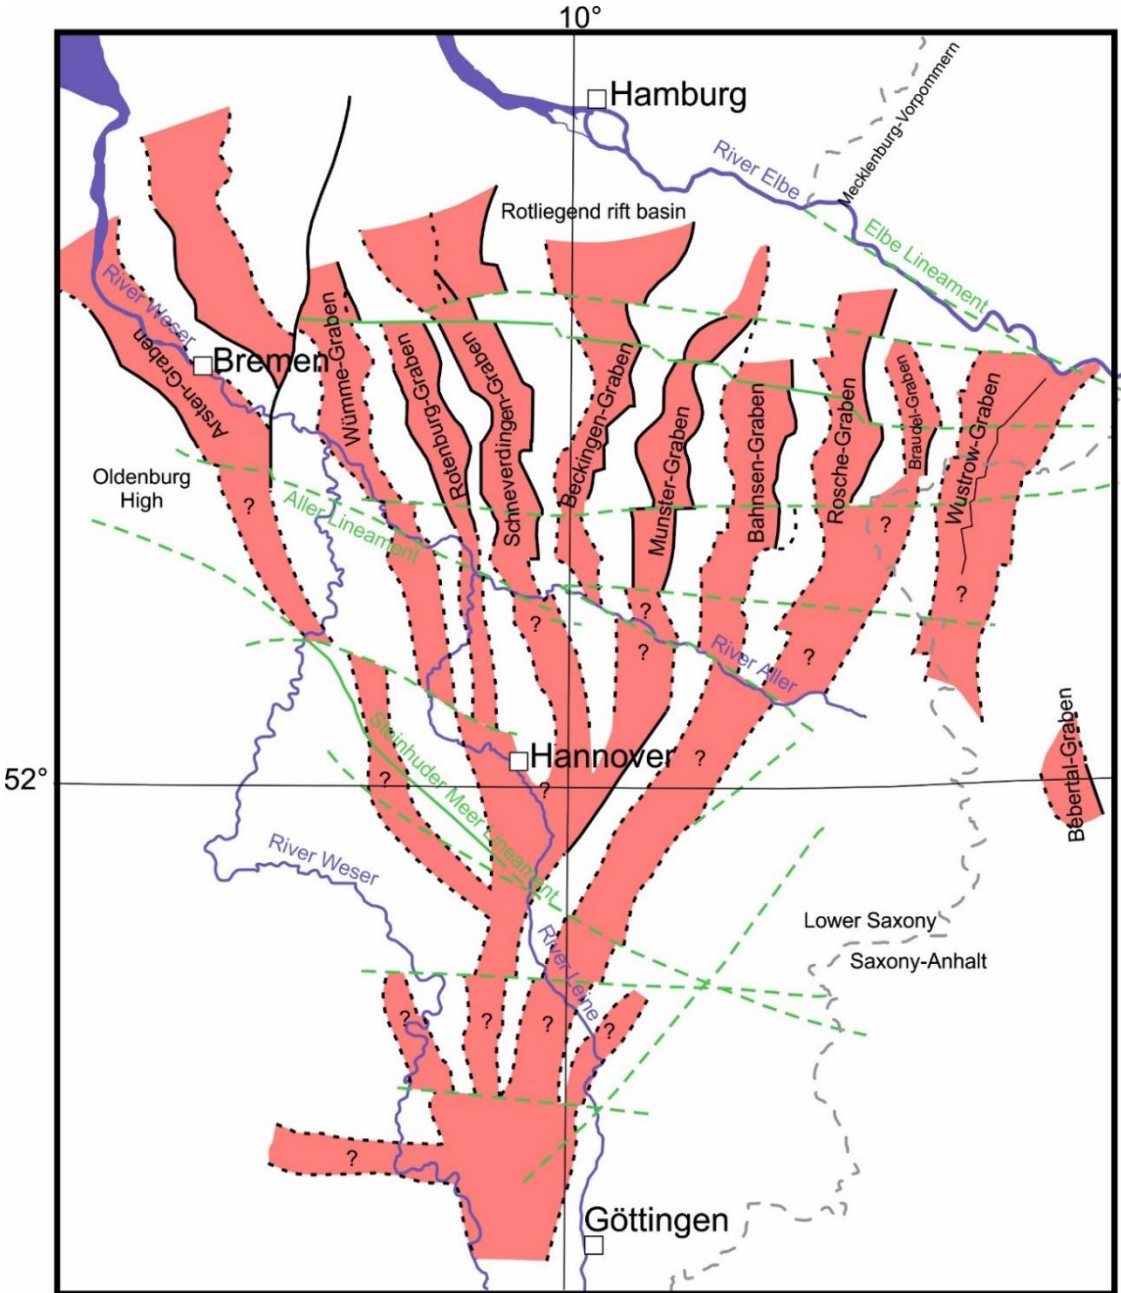 10°
Hamburg
Mecklenburg-Vorpommern
River Elbe
Rotliegend rift basin
Elbe Lineament
River Weser
Bremen
Arsten-Graben
Wümme-Graben
Rotenburg-Graben
Schneverdingen-Graben
Beckingen-Graben
Munster-Graben
Bahnsen-Graben
Rosche-Graben
Braudel-Graben
Wustrow-Graben
Oldenburg
High
?
Aller Lineament
?
?
?
?
?
?
River Aller
Steinhuder Meer Lineament
Hannover
?
?
?
52°
Bebertal-Graben
River Weser
Lower Saxony
Saxony-Anhalt
River Leine
?
?
?
?
?
Göttingen